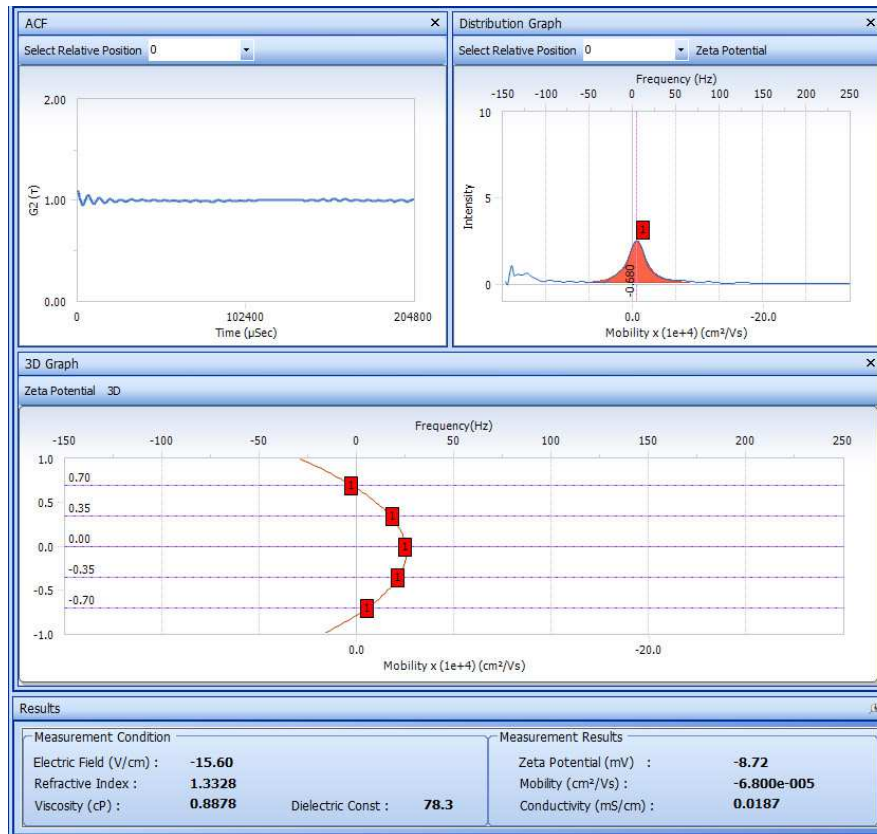 ACF
Select Relative Position 0
2.00
1.00
0.00
G2 (τ)
0 102400 204800
Time (µSec)
Distribution Graph
Select Relative Position 0 Zeta Potential
Frequency (Hz)
-150 -100 -50 0 50 100 150 200 250
10
5
0
Intensity
1
-0.680
0.0 -20.0
Mobility x (1e+4) (cm²/Vs)
3D Graph
Zeta Potential 3D
Frequency(Hz)
-150 -100 -50 0 50 100 150 200 250
1.0
0.70
1
0.5
0.35
1
0.0
0.00
1
-0.35
1
-0.5
-0.70
1
-1.0
0.0 -20.0
Mobility x (1e+4) (cm²/Vs)
Results
Measurement Condition
Electric Field (V/cm) : -15.60
Refractive Index : 1.3328
Viscosity (cP) : 0.8878 Dielectric Const : 78.3
Measurement Results
Zeta Potential (mV) : -8.72
Mobility (cm²/Vs) : -6.800e-005
Conductivity (mS/cm) : 0.0187